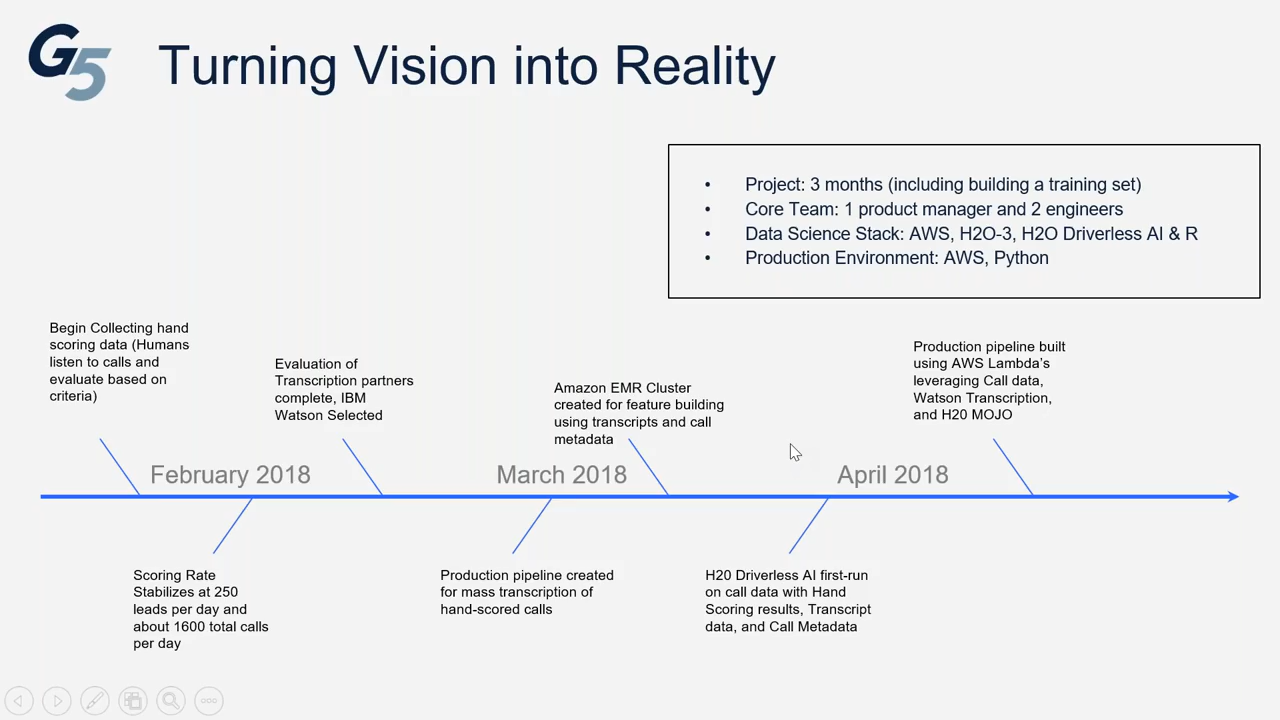 G5
Turning Vision into Reality
• Project: 3 months (including building a training set)
• Core Team: 1 product manager and 2 engineers
• Data Science Stack: AWS, H2O-3, H2O Driverless AI & R
• Production Environment: AWS, Python
Begin Collecting hand
scoring data (Humans
listen to calls and
evaluate based on
criteria)
Evaluation of
Transcription partners
complete, IBM
Watson Selected
Amazon EMR Cluster
created for feature building
using transcripts and call
metadata
Production pipeline built
using AWS Lambda's
leveraging Call data,
Watson Transcription,
and H20 MOJO
February 2018
March 2018
April 2018
Scoring Rate
Stabilizes at 250
leads per day and
about 1600 total calls
per day
Production pipeline created
for mass transcription of
hand-scored calls
H20 Driverless AI first-run
on call data with Hand
Scoring results, Transcript
data, and Call Metadata